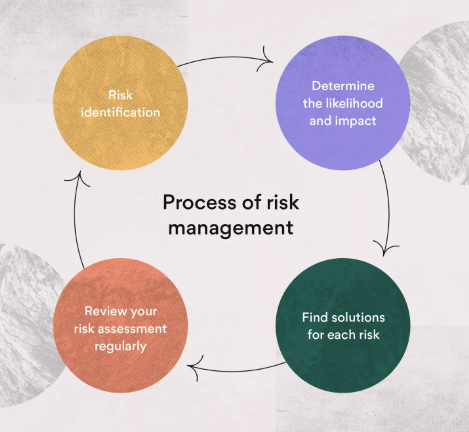 Risk
identification
Determine
the likelihood
and impact
Process of risk
management
Find solutions
for each risk
Review your
risk assessment
regularly